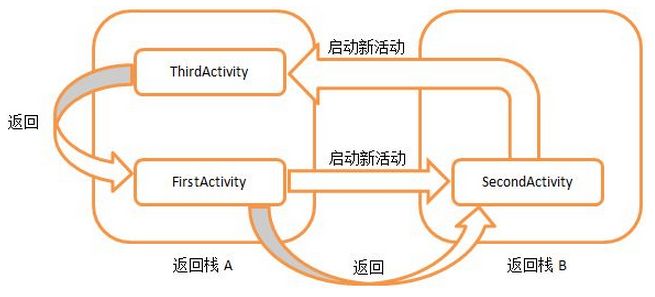 启动新活动
ThirdActivity
返回
启动新活动
FirstActivity
SecondActivity
返回栈 A
返回
返回栈 B